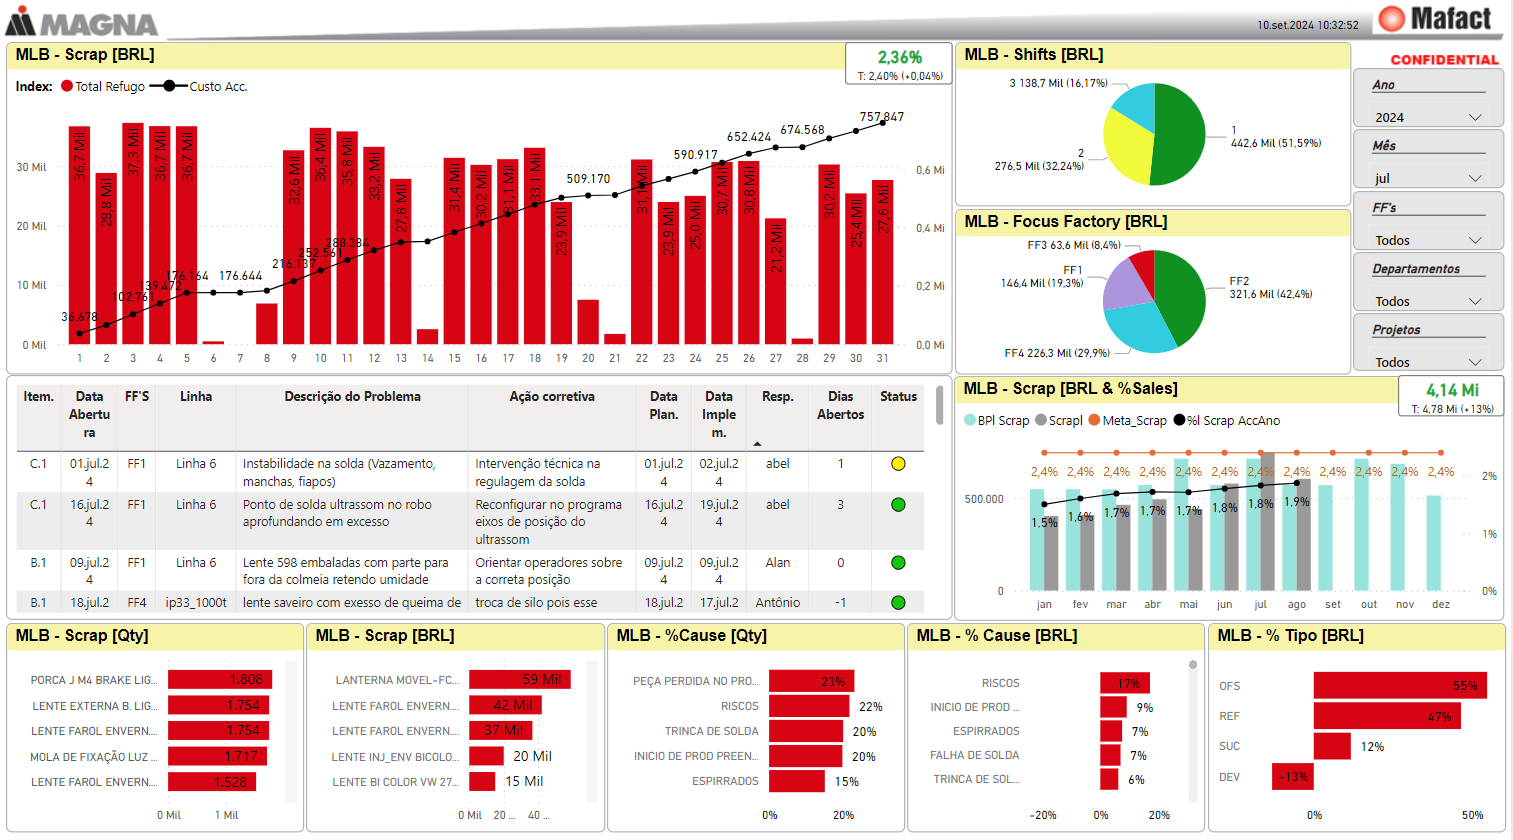 MAGNA
10.set.2024 10:32:52
Mafact
CONFIDENTIAL
MLB - Scrap [BRL]
2,36%
T: 2,40% (+0,04%)
Index: Total Refugo Custo Acc.
36,7 Mil
28,8 Mil
37,3 Mil
36,7 Mil
36,7 Mil
32,6 Mil
36,4 Mil
35,8 Mil
33,2 Mil
27,8 Mil
31,4 Mil
30,2 Mil
31,1 Mil
33,1 Mil
23,9 Mil
23,9 Mil
25,0 Mil
30,7 Mil
30,8 Mil
21,2 Mil
30,2 Mil
25,4 Mil
27,6 Mil
36.678
102.761
139.472
176.164
176.644
216.137
252.561
288.384
509.170
590.917
652.424
674.568
757.847
30 Mil
20 Mil
10 Mil
0 Mil
0,6 Mi
0,4 Mi
0,2 Mi
0,0 Mi
1 2 3 4 5 6 7 8 9 10 11 12 13 14 15 16 17 18 19 20 21 22 23 24 25 26 27 28 29 30 31
MLB - Shifts [BRL]
3 138,7 Mil (16,17%)
2
276,5 Mil (32,24%)
1
442,6 Mil (51,59%)
MLB - Focus Factory [BRL]
FF3 63,6 Mil (8,4%)
FF1
146,4 Mil (19,3%)
FF2
321,6 Mil (42,4%)
FF4 226,3 Mil (29,9%)
Ano
2024
Mês
jul
FF's
Todos
Departamentos
Todos
Projetos
Todos
Item. Data Abertu ra FF'S Linha Descrição do Problema Ação corretiva Data Plan. Data Imple m. Resp. Dias Abertos Status
C.1 01.jul.2 4 FF1 Linha 6 Instabilidade na solda (Vazamento, manchas, fiapos) Intervenção técnica na regulagem da solda 01.jul.2 4 02.jul.2 4 abel 1
C.1 16.jul.2 4 FF1 Linha 6 Ponto de solda ultrassom no robo aprofundando em excesso Reconfigurar no programa eixos de posição do ultrassom 16.jul.2 4 19.jul.2 4 abel 3
B.1 09.jul.2 4 FF1 Linha 6 Lente 598 embaladas com parte para fora da colmeia retendo umidade Orientar operadores sobre a correta posição 09.jul.2 4 09.jul.2 4 Alan 0
B.1 18.jul.2 FF4 ip33_1000t lente saveiro com exesso de queima de troca de silo pois esse 18.jul.2 17.jul.2 Antônio -1
MLB - Scrap [BRL & %Sales]
4,14 Mi
T: 4,78 Mi (+13%)
BPl Scrap Scrapl Meta_Scrap %l Scrap AccAno
2,4% 2,4% 2,4% 2,4% 2,4% 2,4% 2,4% 2,4% 2,4% 2,4% 2,4% 2,4%
1,5% 1,6% 1,7% 1,7% 1,7% 1,8% 1,8% 1,9%
500.000
0
2%
1%
0%
jan fev mar abr mai jun jul ago set out nov dez
MLB - Scrap [Qty]
PORCA J M4 BRAKE LIG... 1.808
LENTE EXTERNA B. LIG... 1.754
LENTE FAROL ENVERN... 1.754
MOLA DE FIXAÇÃO LUZ ... 1.717
LENTE FAROL ENVERN... 1.528
0 Mil 1 Mil
MLB - Scrap [BRL]
LANTERNA MOVEL-FC... 59 Mil
LENTE FAROL ENVERN... 42 Mil
LENTE FAROL ENVERN... 37 Mil
LENTE INJ_ENV BICOLO... 20 Mil
LENTE BI COLOR VW 27... 15 Mil
0 Mil 20 ... 40 ...
MLB - %Cause [Qty]
PEÇA PERDIDA NO PRO... 23%
RISCOS 22%
TRINCA DE SOLDA 20%
INICIO DE PROD PREEN... 20%
ESPIRRADOS 15%
0% 20%
MLB - % Cause [BRL]
RISCOS 17%
INICIO DE PROD ... 9%
ESPIRRADOS 7%
FALHA DE SOLDA 7%
TRINCA DE SOL... 6%
-20% 0% 20%
MLB - % Tipo [BRL]
OFS 55%
REF 47%
SUC 12%
DEV -13%
0% 50%